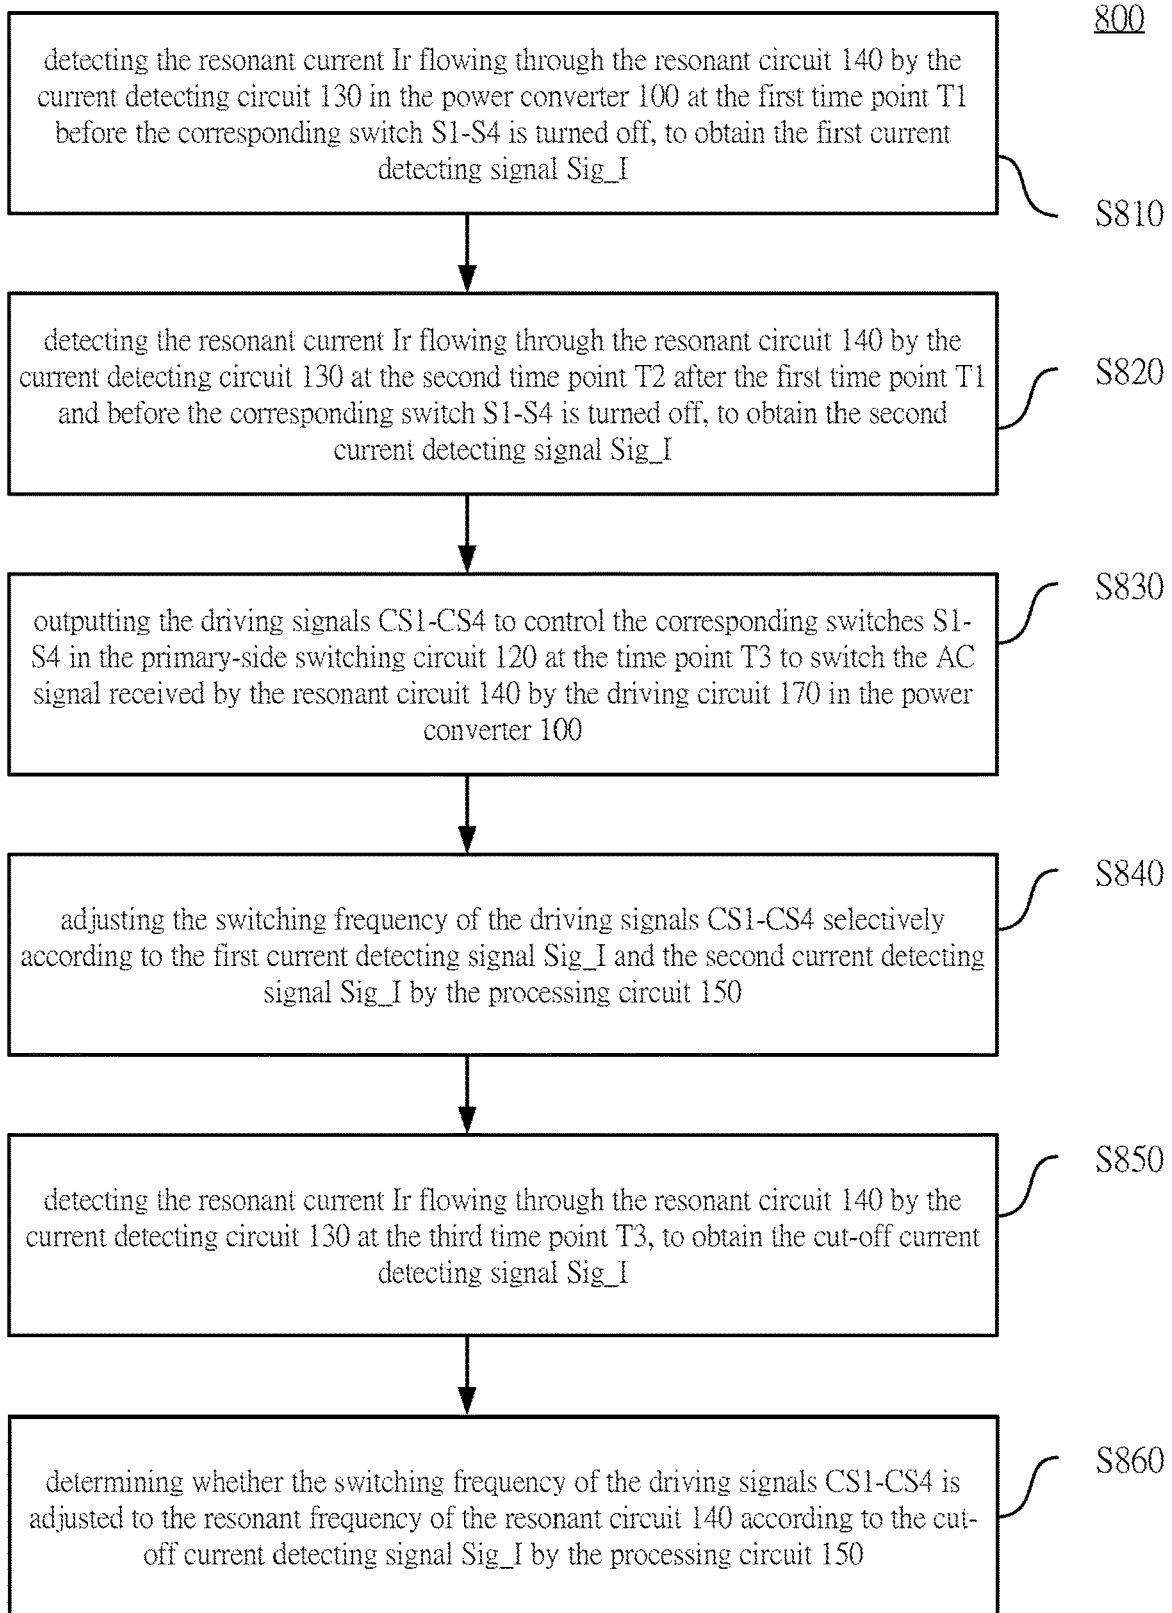 800
detecting the resonant current Ir flowing through the resonant circuit 140 by the
current detecting circuit 130 in the power converter 100 at the first time point T1
before the corresponding switch S1-S4 is turned off, to obtain the first current
detecting signal Sig_I
S810
detecting the resonant current Ir flowing through the resonant circuit 140 by the
current detecting circuit 130 at the second time point T2 after the first time point T1
and before the corresponding switch S1-S4 is turned off, to obtain the second
current detecting signal Sig_I
S820
outputting the driving signals CS1-CS4 to control the corresponding switches S1-
S4 in the primary-side switching circuit 120 at the time point T3 to switch the AC
signal received by the resonant circuit 140 by the driving circuit 170 in the power
converter 100
S830
adjusting the switching frequency of the driving signals CS1-CS4 selectively
according to the first current detecting signal Sig_I and the second current detecting
signal Sig_I by the processing circuit 150
S840
detecting the resonant current Ir flowing through the resonant circuit 140 by the
current detecting circuit 130 at the third time point T3, to obtain the cut-off current
detecting signal Sig_I
S850
determining whether the switching frequency of the driving signals CS1-CS4 is
adjusted to the resonant frequency of the resonant circuit 140 according to the cut-
off current detecting signal Sig_I by the processing circuit 150
S860